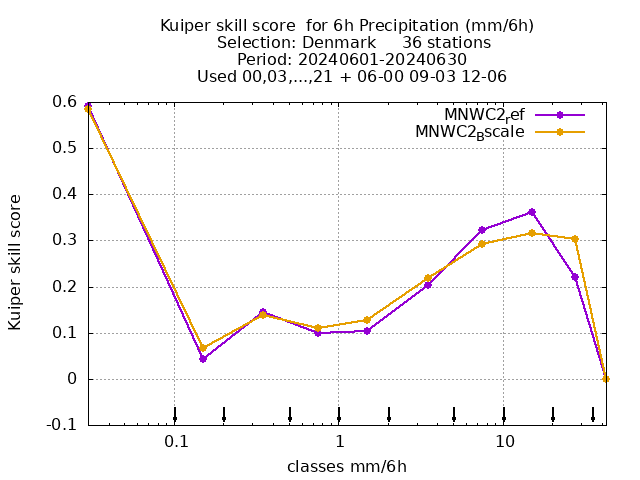 Kuiper skill score  for 6h Precipitation (mm/6h)
Selection: Denmark     36 stations
Period: 20240601-20240630
Used 00,03,...,21 + 06-00 09-03 12-06
MNWC2ref
MNWC2Bscale
0.6
0.5
0.4
0.3
0.2
0.1
0
-0.1
Kuiper skill score
0.1 1 10
classes mm/6h